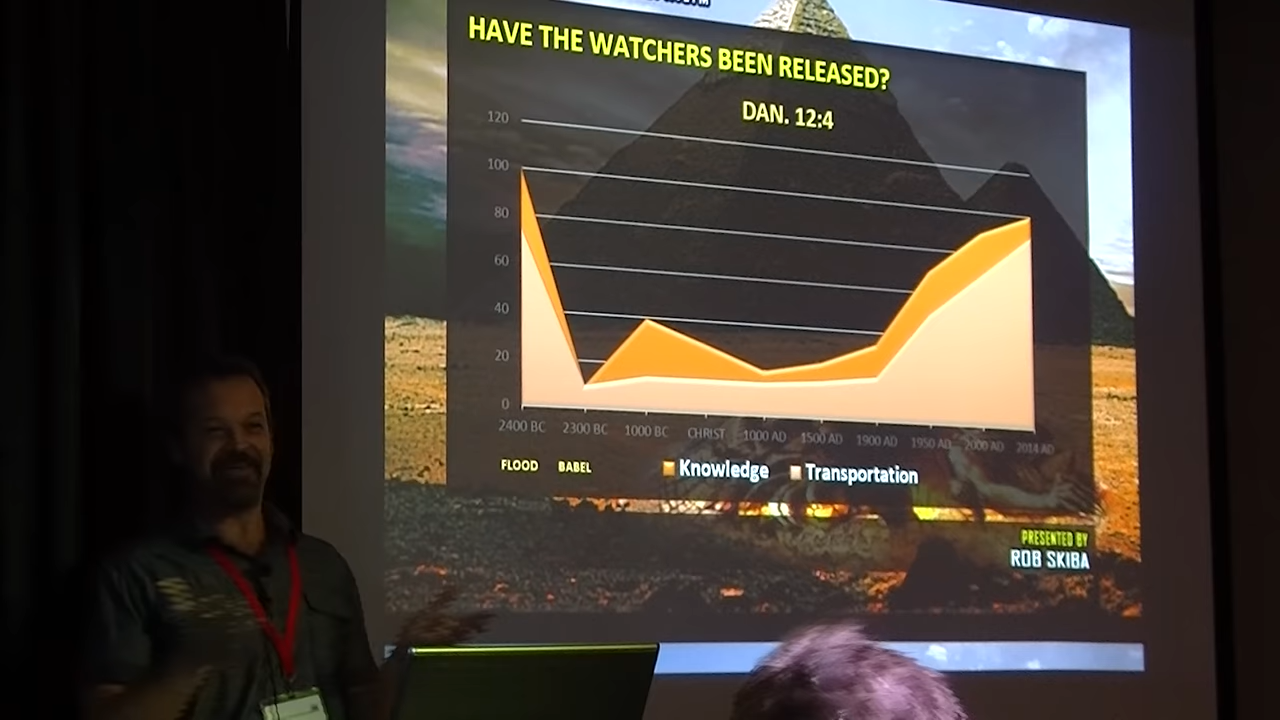 HAVE THE WATCHERS BEEN RELEASED?
DAN. 12:4
120
100
80
60
40
20
0
2400 BC 2300 BC 1000 BC CHRIST 1000 AD 1500 AD 1900 AD 1950 AD 2000 AD 2014 AD
FLOOD BABEL
Knowledge Transportation
PRESENTED BY
ROB SKIBA